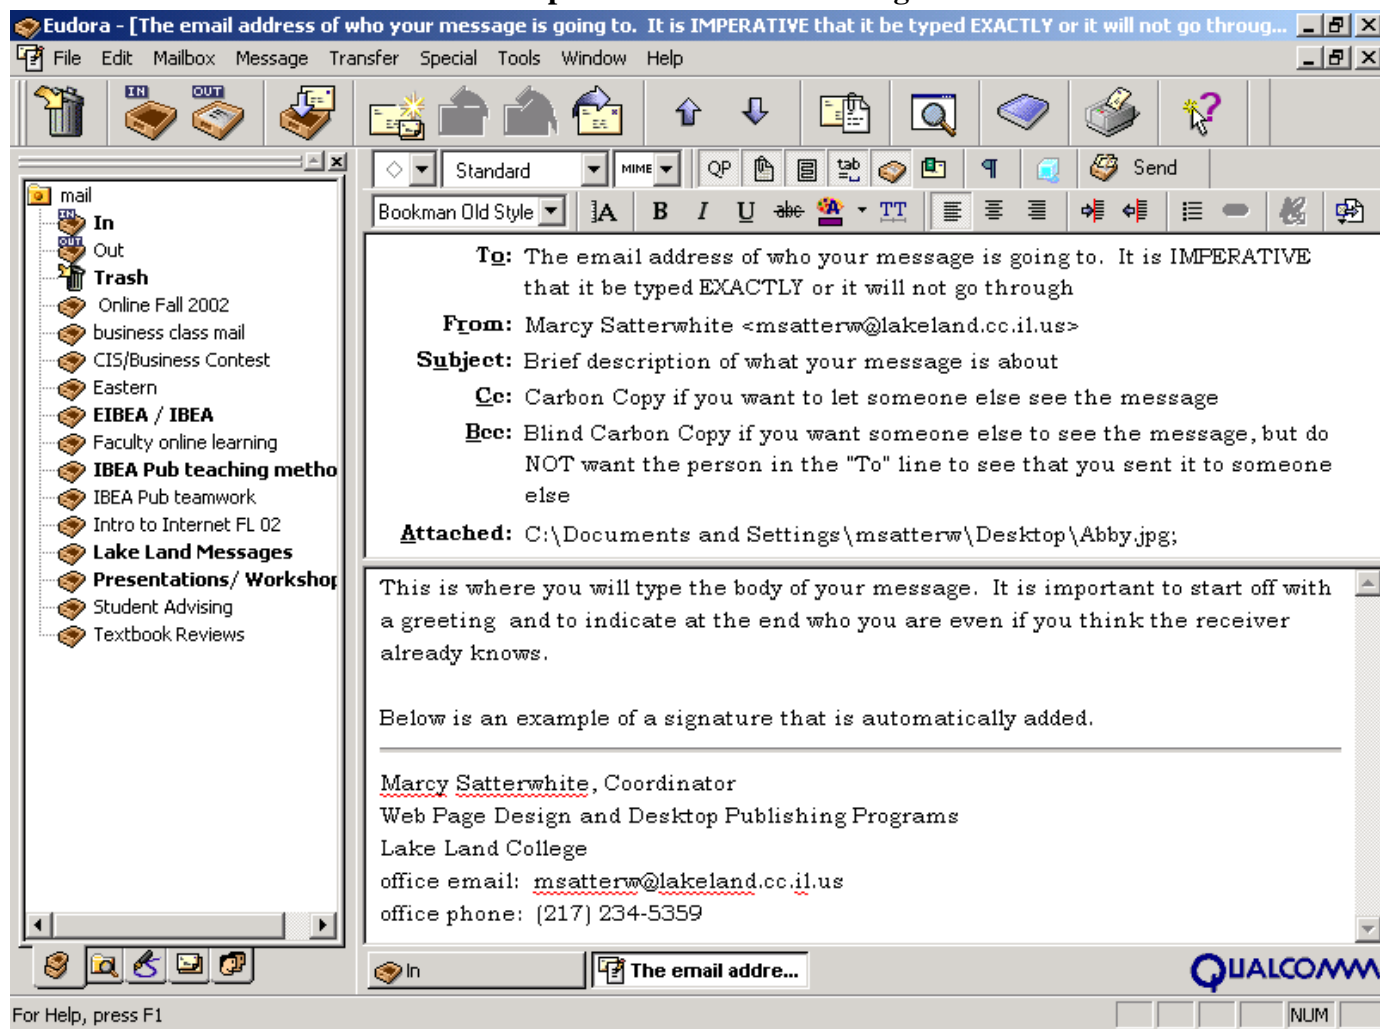 Eudora - [The email address of who your message is going to. It is IMPERATIVE that it be typed EXACTLY or it will not go throug...
File Edit Mailbox Message Transfer Special Tools Window Help
IN OUT
Standard MIME QP tab Send
Bookman Old Style A B I U abc A TT
mail
In
Out
Trash
Online Fall 2002
business class mail
CIS/Business Contest
Eastern
EIBEA / IBEA
Faculty online learning
IBEA Pub teaching metho
IBEA Pub teamwork
Intro to Internet FL 02
Lake Land Messages
Presentations/ Workshop
Student Advising
Textbook Reviews
To: The email address of who your message is going to. It is IMPERATIVE
that it be typed EXACTLY or it will not go through
From: Marcy Satterwhite <msatterw@lakeland.cc.il.us>
Subject: Brief description of what your message is about
Cc: Carbon Copy if you want to let someone else see the message
Bcc: Blind Carbon Copy if you want someone else to see the message, but do
NOT want the person in the "To" line to see that you sent it to someone
else
Attached: C:\Documents and Settings\msatterw\Desktop\Abby.jpg;
This is where you will type the body of your message. It is important to start off with
a greeting and to indicate at the end who you are even if you think the receiver
already knows.
Below is an example of a signature that is automatically added.
Marcy Satterwhite, Coordinator
Web Page Design and Desktop Publishing Programs
Lake Land College
office email: msatterw@lakeland.cc.il.us
office phone: (217) 234-5359
In The email addre... QUALCOMM
For Help, press F1 NUM